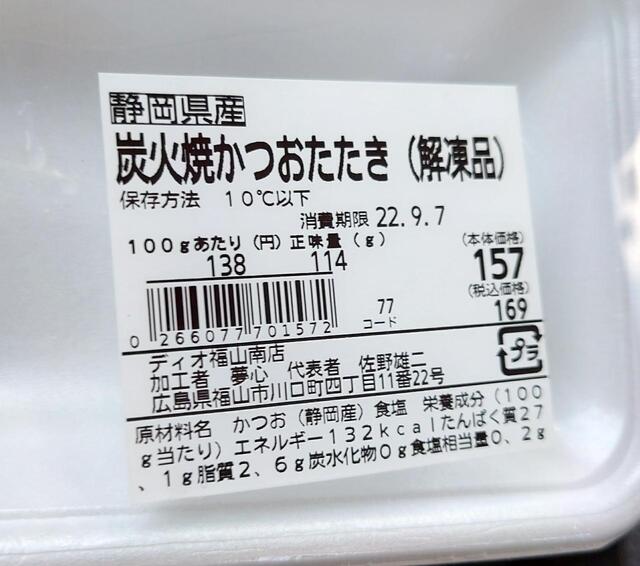 静岡県産
炭火焼かつおたたき(解凍品)
保存方法 10℃以下
消費期限 22.9.7
100gあたり(円) 正味量(g) (本体価格)
138 114 157
(税込価格)
169
77
コード
0 266077 701572
プラ
ディオ福山南店
加工者 夢心 代表者 佐野雄二
広島県福山市川口町四丁目11番22号
原材料名 かつお(静岡産)食塩 栄養成分(100
g当たり)エネルギー132kcalたんぱく質27
、1g脂質2、6g炭水化物0g食塩相当量0、2g